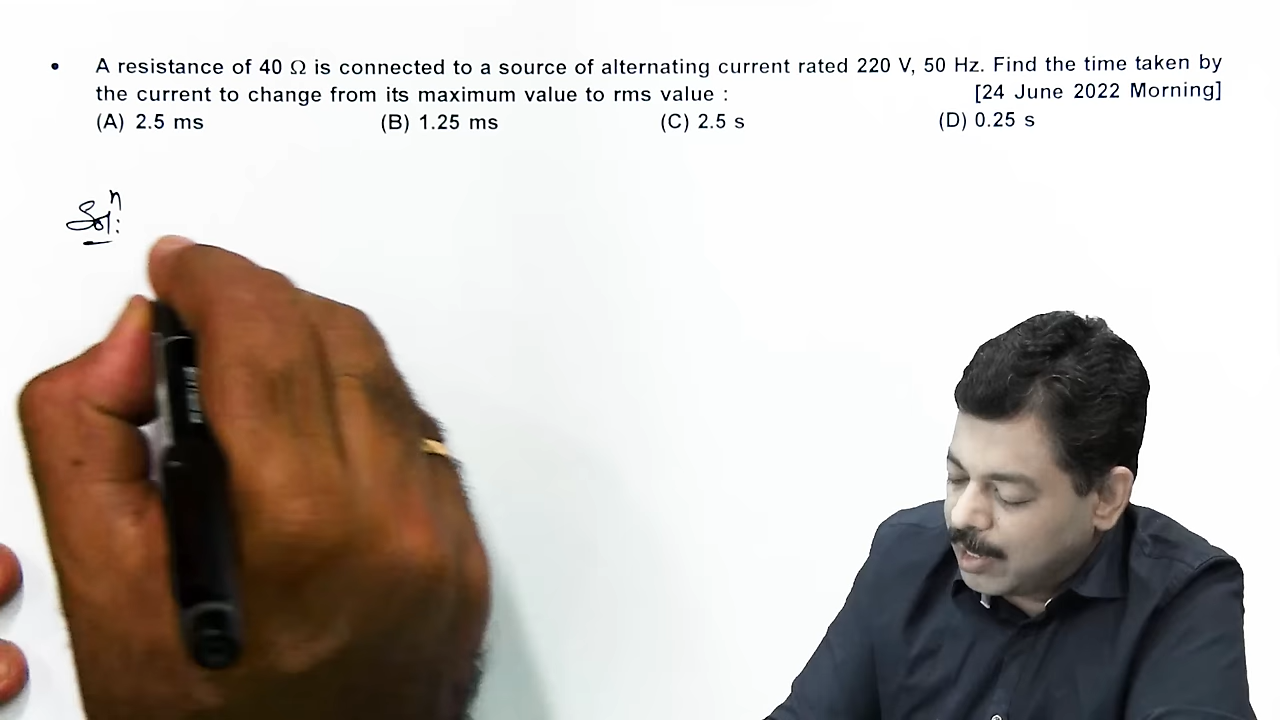 • A resistance of 40 Ω is connected to a source of alternating current rated 220 V, 50 Hz. Find the time taken by
the current to change from its maximum value to rms value : [24 June 2022 Morning]
(A) 2.5 ms (B) 1.25 ms (C) 2.5 s (D) 0.25 s
Solⁿ: